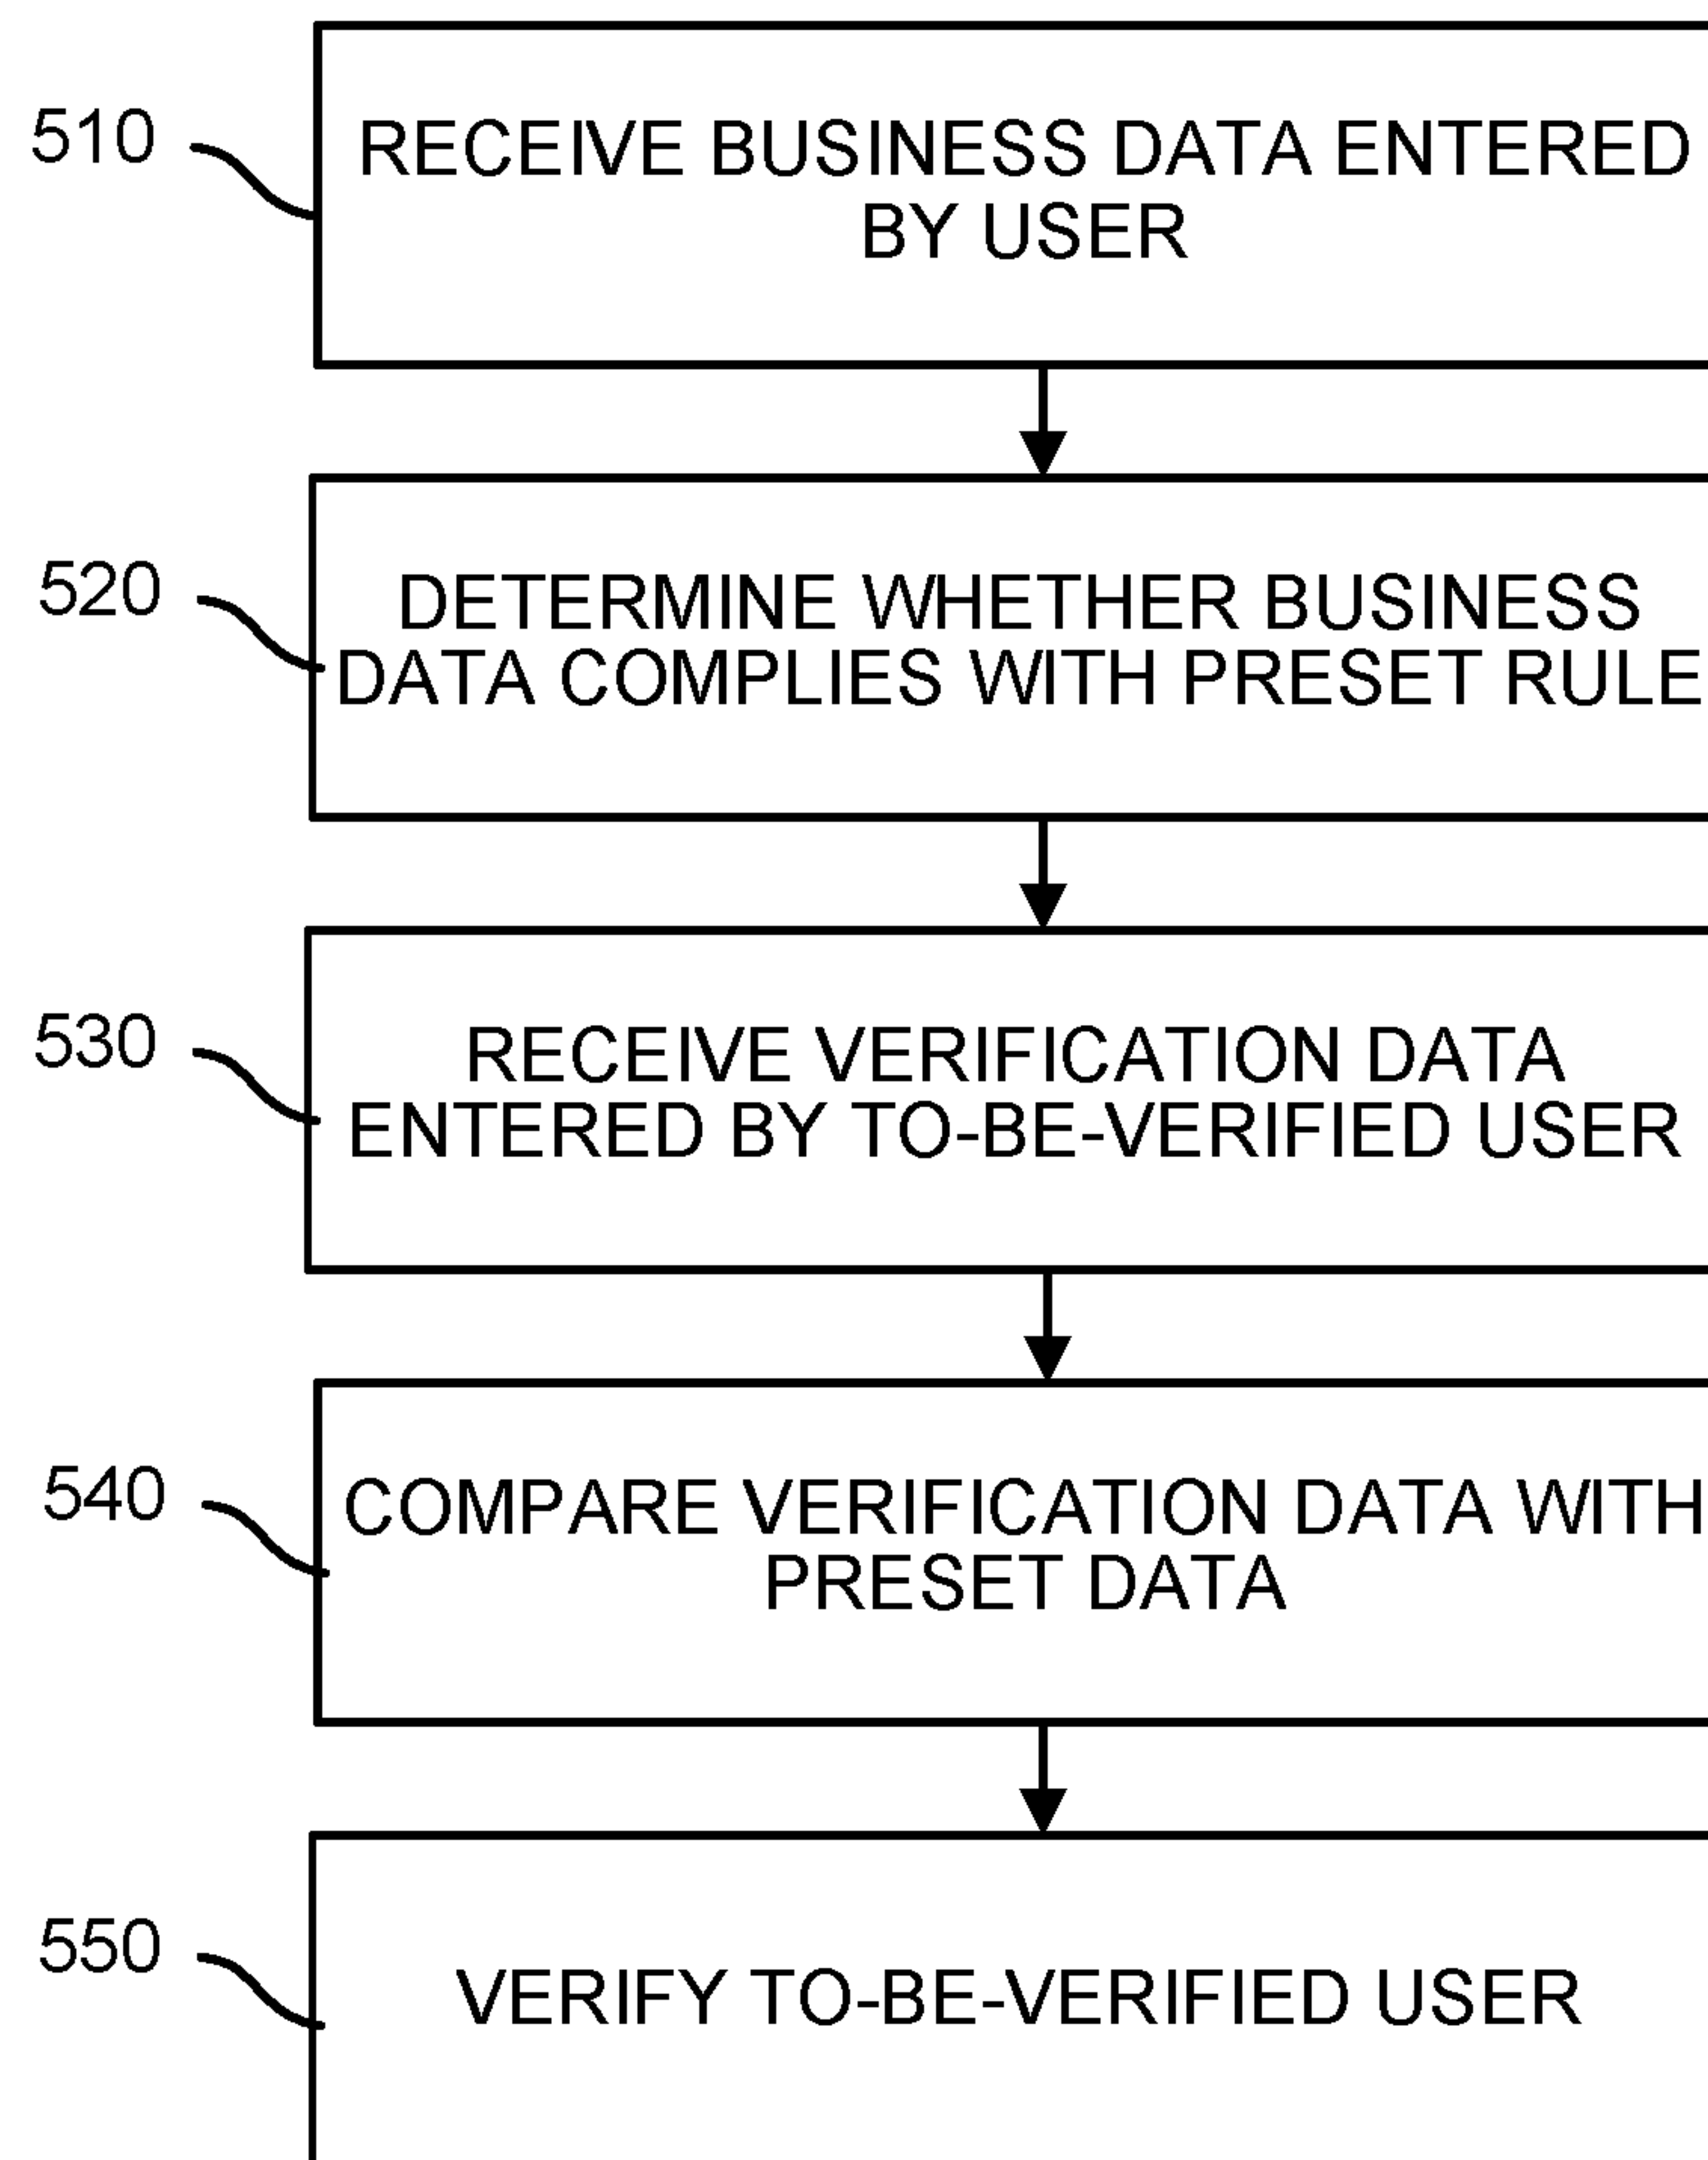 510
RECEIVE BUSINESS DATA ENTERED
BY USER
520
DETERMINE WHETHER BUSINESS
DATA COMPLIES WITH PRESET RULE
530
RECEIVE VERIFICATION DATA
ENTERED BY TO-BE-VERIFIED USER
540
COMPARE VERIFICATION DATA WITH
PRESET DATA
550
VERIFY TO-BE-VERIFIED USER